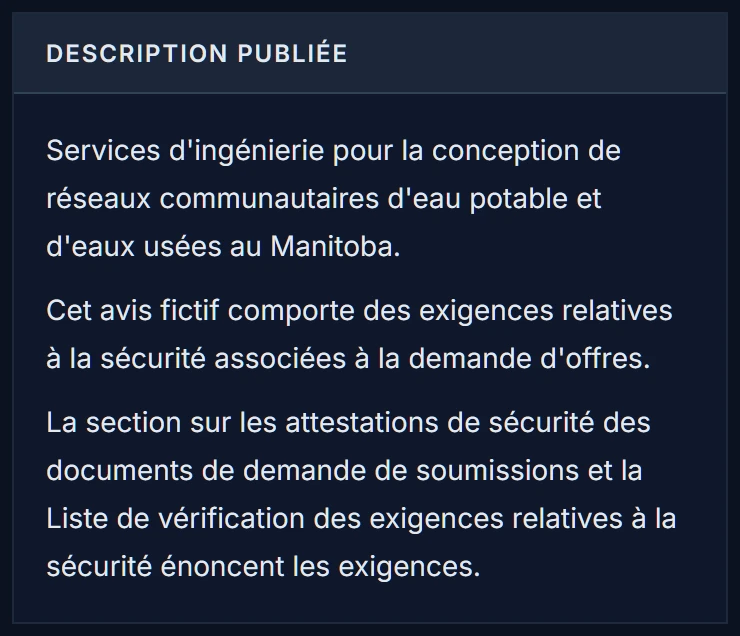 DESCRIPTION PUBLIÉE
Services d'ingénierie pour la conception de
réseaux communautaires d'eau potable et
d'eaux usées au Manitoba.
Cet avis fictif comporte des exigences relatives
à la sécurité associées à la demande d'offres.
La section sur les attestations de sécurité des
documents de demande de soumissions et la
Liste de vérification des exigences relatives à la
sécurité énoncent les exigences.